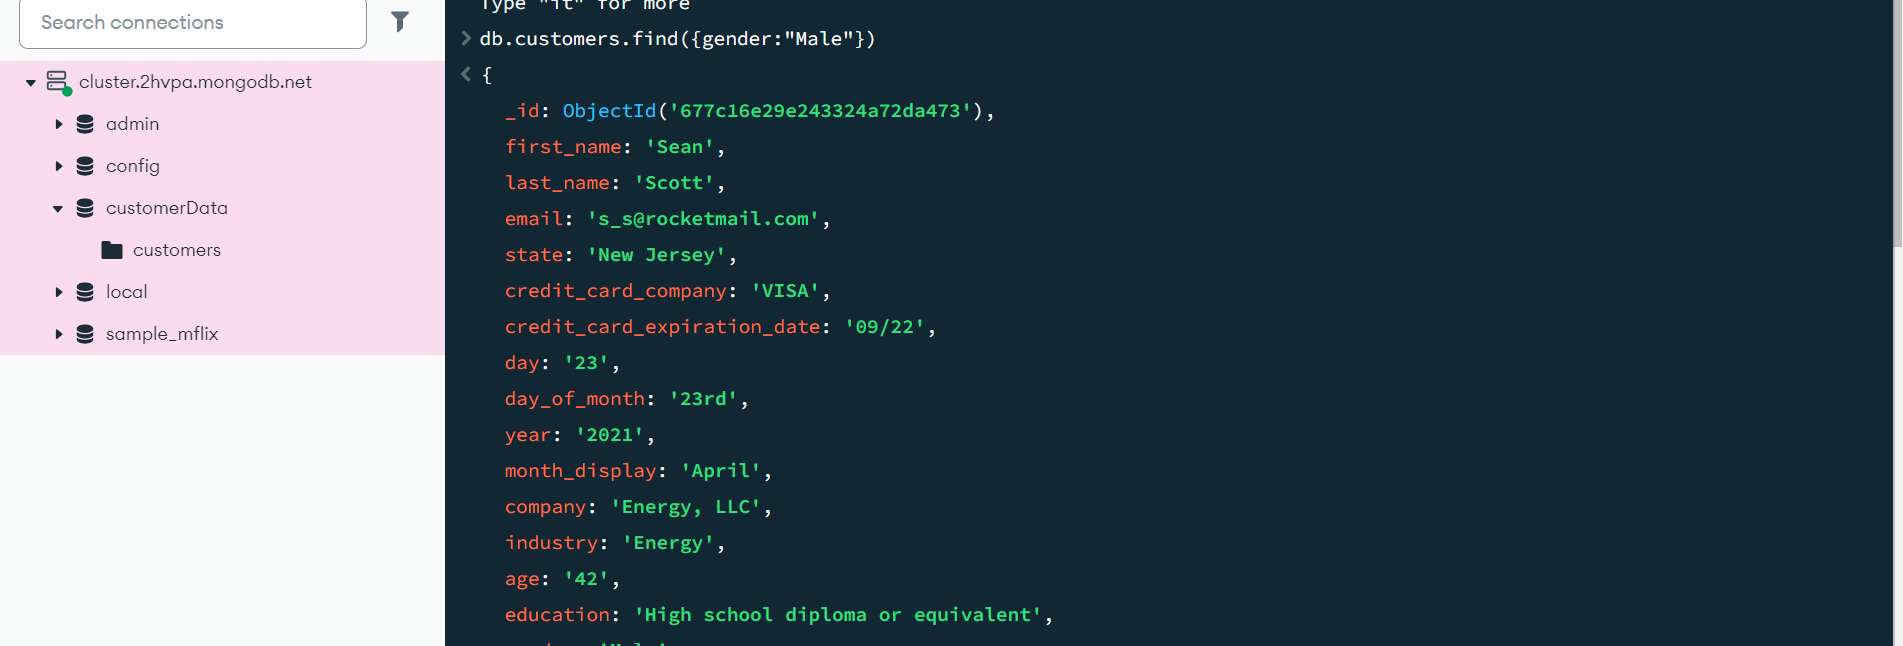 Search connections
cluster.2hvpa.mongodb.net
admin
config
customerData
customers
local
sample_mflix
Type "it" for more
db.customers.find({gender:"Male"})
{
_id: ObjectId('677c16e29e243324a72da473'),
first_name: 'Sean',
last_name: 'Scott',
email: 's_s@rocketmail.com',
state: 'New Jersey',
credit_card_company: 'VISA',
credit_card_expiration_date: '09/22',
day: '23',
day_of_month: '23rd',
year: '2021',
month_display: 'April',
company: 'Energy, LLC',
industry: 'Energy',
age: '42',
education: 'High school diploma or equivalent',